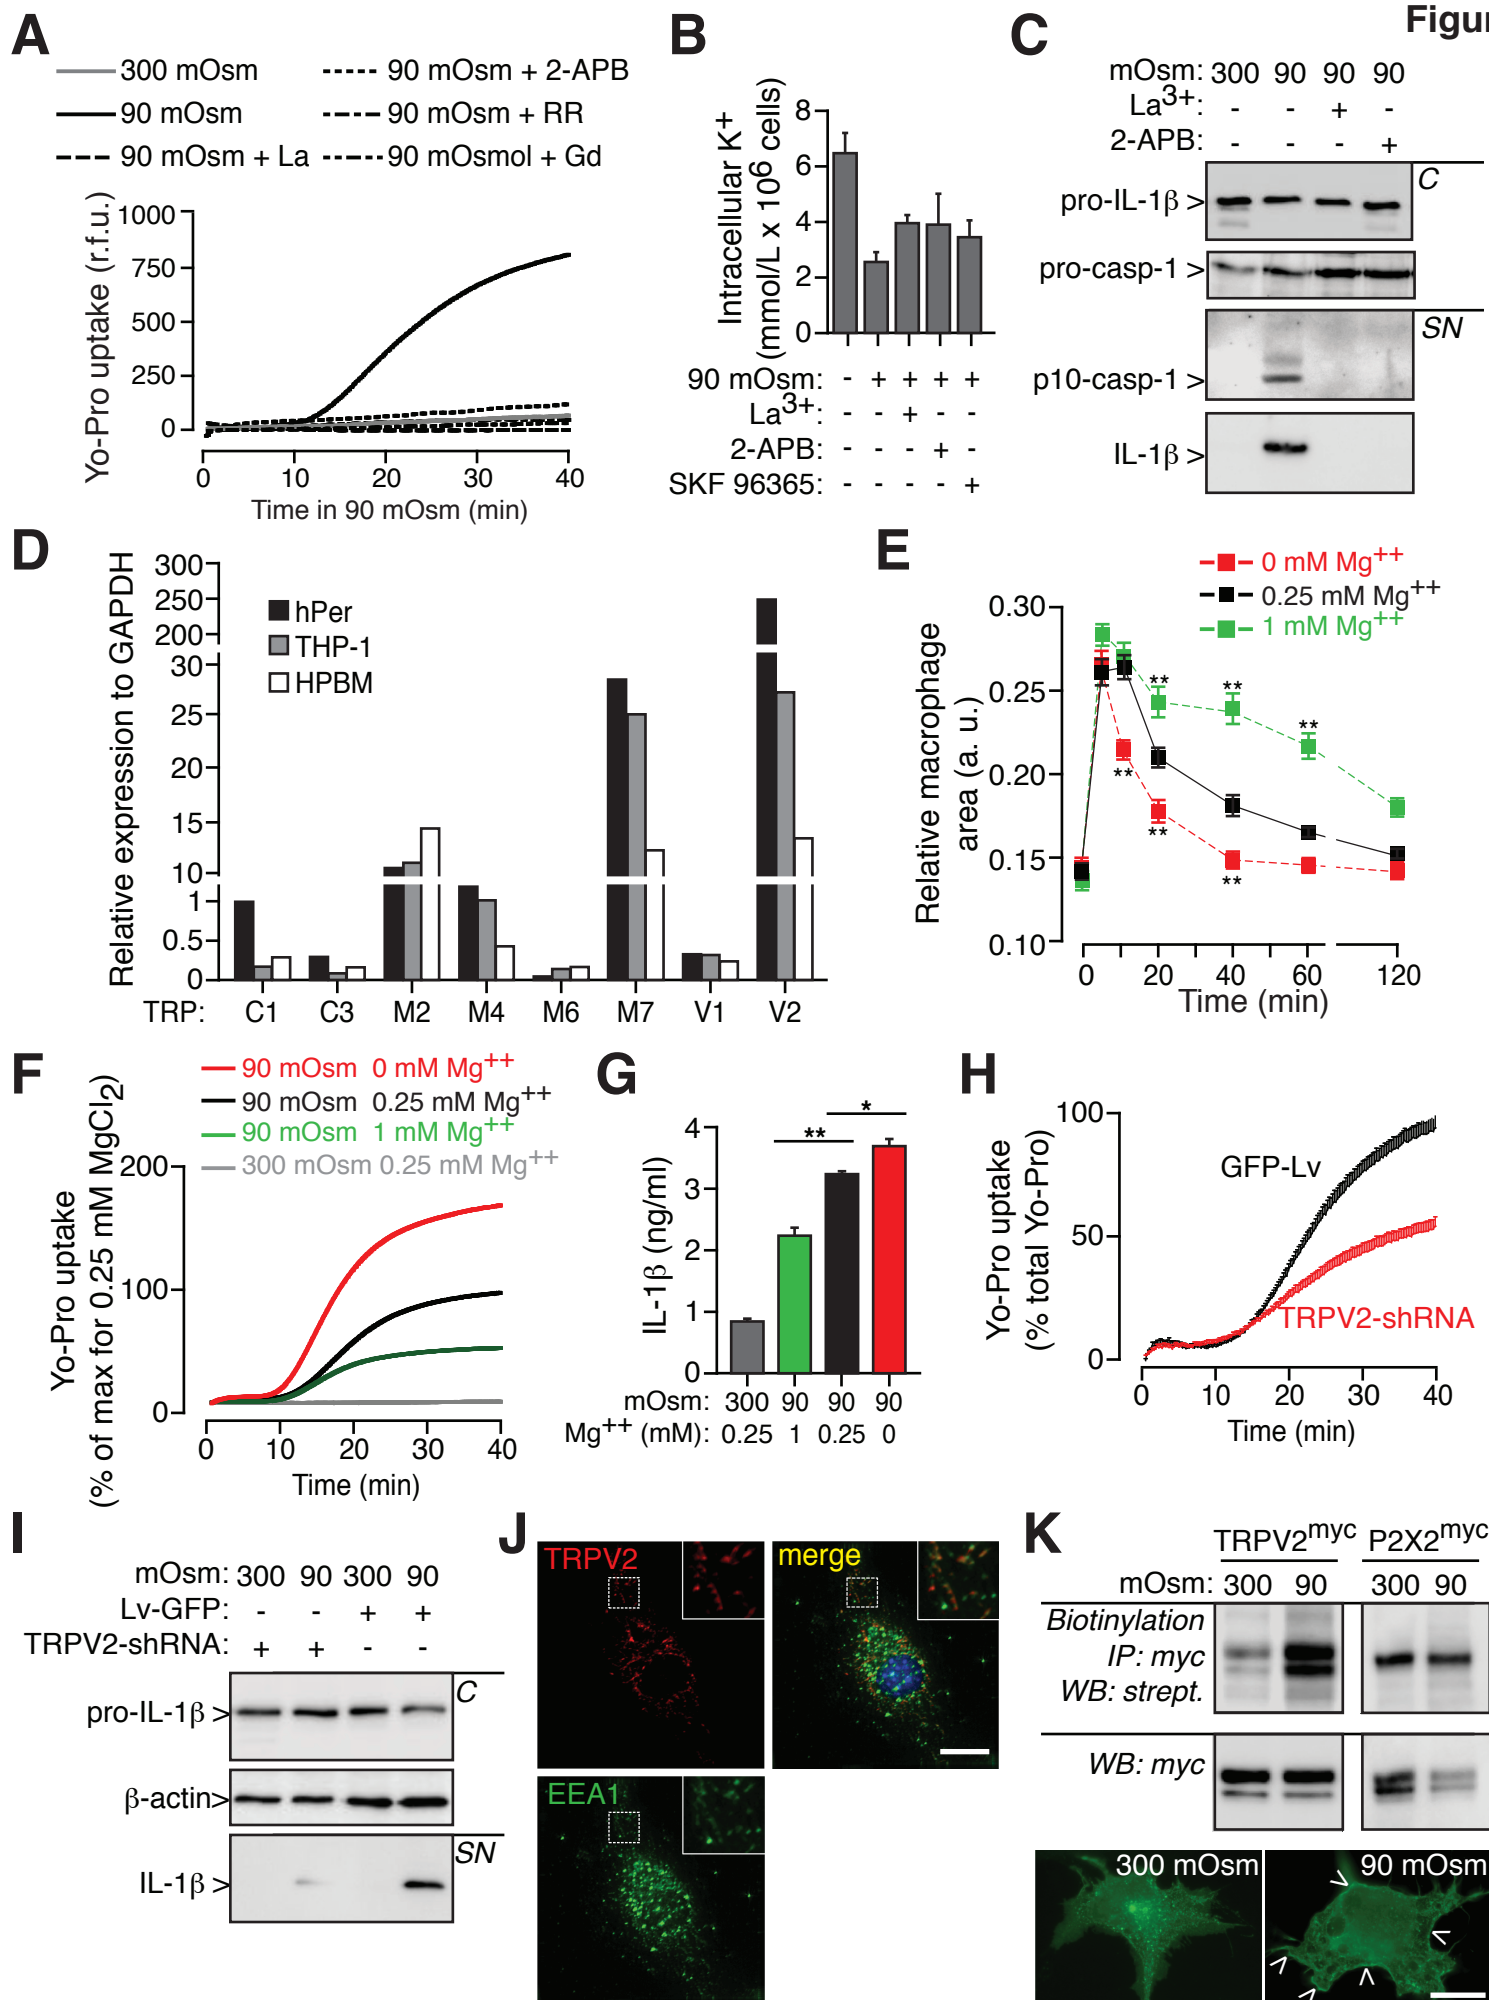 Figur
A
300 mOsm
90 mOsm
90 mOsm + La
90 mOsm + 2-APB
90 mOsm + RR
90 mOsmol + Gd
Yo-Pro uptake (r.f.u.)
1000
750
500
250
0
0 10 20 30 40
Time in 90 mOsm (min)
B
Intracellular K+
(mmol/L x 10^6 cells)
8
6
4
2
0
90 mOsm: - + + + +
La3+: - - + - -
2-APB: - - - + -
SKF 96365: - - - - +
C
mOsm: 300 90 90 90
La3+: - - + -
2-APB: - - - +
C
pro-IL-1β >
pro-casp-1 >
SN
p10-casp-1 >
IL-1β >
D
Relative expression to GAPDH
300
250
200
30
25
20
15
10
1
0.5
0
hPer
THP-1
HPBM
TRP: C1 C3 M2 M4 M6 M7 V1 V2
E
0 mM Mg++
0.25 mM Mg++
1 mM Mg++
Relative macrophage
area (a. u.)
0.30
0.25
0.20
0.15
0.10
** ** **
** ** **
0 10 20 40 60 120
Time (min)
F
90 mOsm 0 mM Mg++
90 mOsm 0.25 mM Mg++
90 mOsm 1 mM Mg++
300 mOsm 0.25 mM Mg++
Yo-Pro uptake
(% of max for 0.25 mM MgCl2)
200
100
0
0 10 20 30 40
Time (min)
G
IL-1β (ng/ml)
4
3
2
1
0
*
**
mOsm: 300 90 90 90
Mg++ (mM): 0.25 1 0.25 0
H
Yo-Pro uptake
(% total Yo-Pro)
100
50
0
GFP-Lv
TRPV2-shRNA
0 10 20 30 40
Time (min)
I
mOsm: 300 90 300 90
Lv-GFP: - - + +
TRPV2-shRNA: + + - -
C
pro-IL-1β >
β-actin>
SN
IL-1β >
J
TRPV2
merge
EEA1
K
TRPV2myc P2X2myc
mOsm: 300 90 300 90
Biotinylation
IP: myc
WB: strept.
WB: myc
300 mOsm
90 mOsm